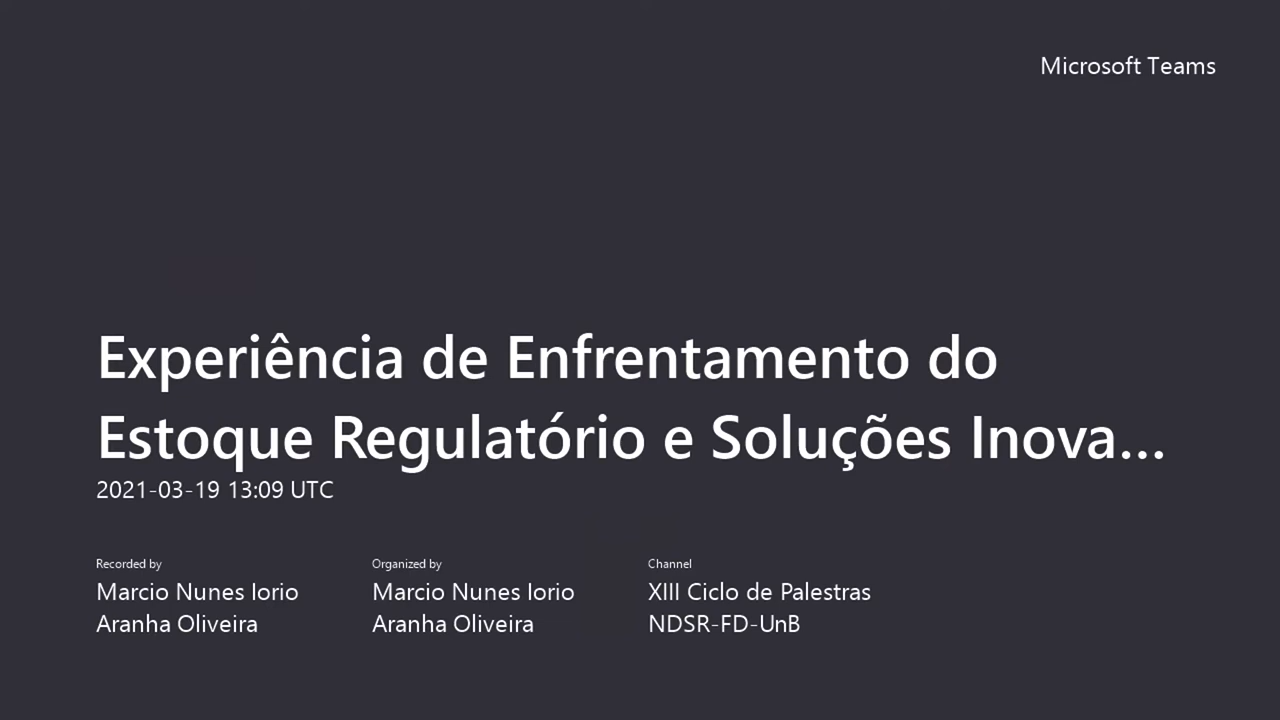 Microsoft Teams
Experiência de Enfrentamento do
Estoque Regulatório e Soluções Inova...
2021-03-19 13:09 UTC
Recorded by
Marcio Nunes Iorio
Aranha Oliveira
Organized by
Marcio Nunes Iorio
Aranha Oliveira
Channel
XIII Ciclo de Palestras
NDSR-FD-UnB